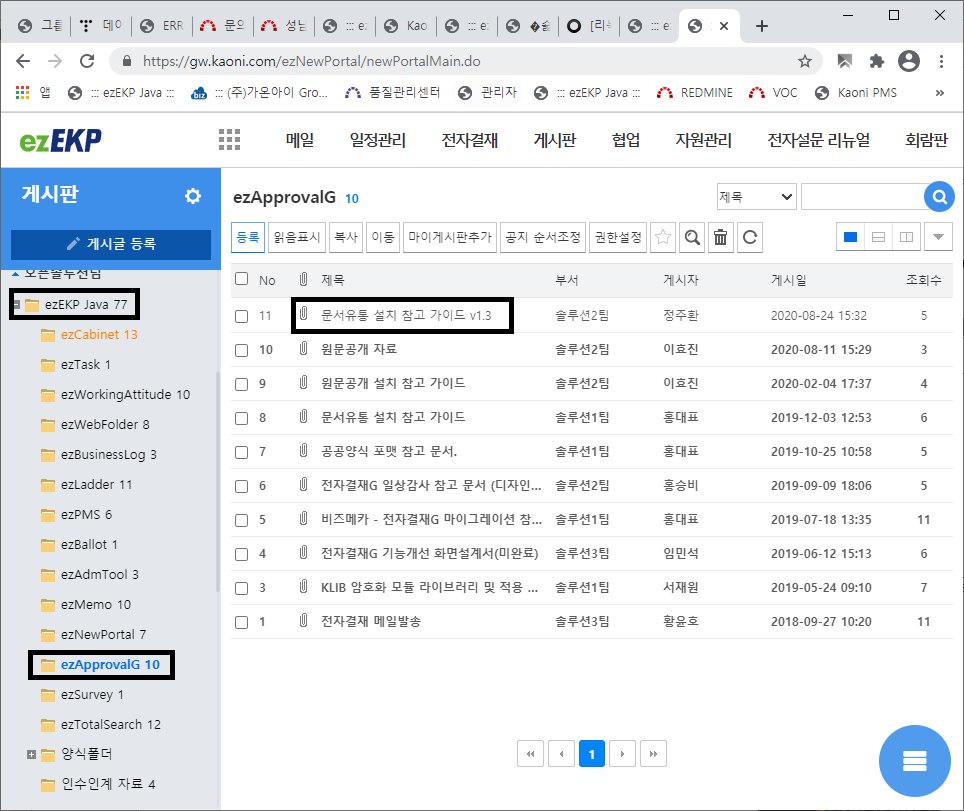 그룹
데이
ERR
문의
성남
::: e
Kao
::: e
�솔
[리눅
::: e
https://gw.kaoni.com/ezNewPortal/newPortalMain.do
앱
::: ezEKP Java :::
biz
::: (주)가온아이 Gro...
품질관리센터
관리자
::: ezEKP Java :::
REDMINE
VOC
Kaoni PMS
»
ezEKP
메일 일정관리 전자결재 게시판 협업 자원관리 전자설문 리뉴얼 회람판
게시판
게시글 등록
오픈솔루션팀
ezEKP Java 77
ezCabinet 13
ezTask 1
ezWorkingAttitude 10
ezWebFolder 8
ezBusinessLog 3
ezLadder 11
ezPMS 6
ezBallot 1
ezAdmTool 3
ezMemo 10
ezNewPortal 7
ezApprovalG 10
ezSurvey 1
ezTotalSearch 12
양식폴더
인수인계 자료 4
ezApprovalG 10
제목
등록 읽음표시 복사 이동 마이게시판추가 공지 순서조정 권한설정
No 제목 부서 게시자 게시일 조회수
11 문서유통 설치 참고 가이드 v1.3 솔루션2팀 정주환 2020-08-24 15:32 5
10 원문공개 자료 솔루션2팀 이효진 2020-08-11 15:29 3
9 원문공개 설치 참고 가이드 솔루션2팀 이효진 2020-02-04 17:37 4
8 문서유통 설치 참고 가이드 솔루션1팀 홍대표 2019-12-03 12:53 6
7 공공양식 포맷 참고 문서. 솔루션1팀 홍대표 2019-10-25 10:58 5
6 전자결재G 일상감사 참고 문서 (디자인... 솔루션2팀 홍승비 2019-09-09 18:06 5
5 비즈메카 - 전자결재G 마이그레이션 참... 솔루션1팀 홍대표 2019-07-18 13:35 11
4 전자결재G 기능개선 화면설계서(미완료) 솔루션3팀 임민석 2019-06-12 15:13 6
3 KLIB 암호화 모듈 라이브러리 및 적용 ... 솔루션1팀 서재원 2019-05-24 09:10 7
1 전자결재 메일발송 솔루션3팀 황윤호 2018-09-27 10:20 11
1